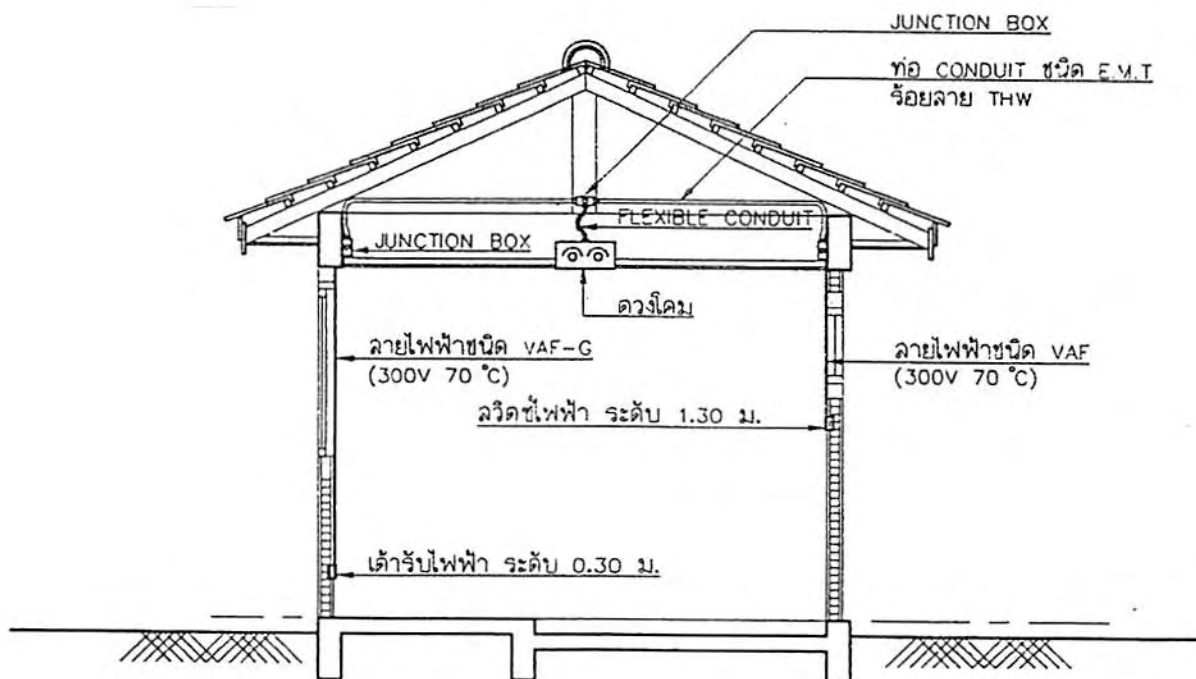 JUNCTION BOX
ท่อ CONDUIT ชนิด E.M.T
ร้อยสาย THW
FLEXIBLE CONDUIT
JUNCTION BOX
ดวงโคม
สายไฟฟ้าชนิด VAF-G
(300V 70 °C)
สายไฟฟ้าชนิด VAF
(300V 70 °C)
สวิตช์ไฟฟ้า ระดับ 1.30 ม.
เต้ารับไฟฟ้า ระดับ 0.30 ม.